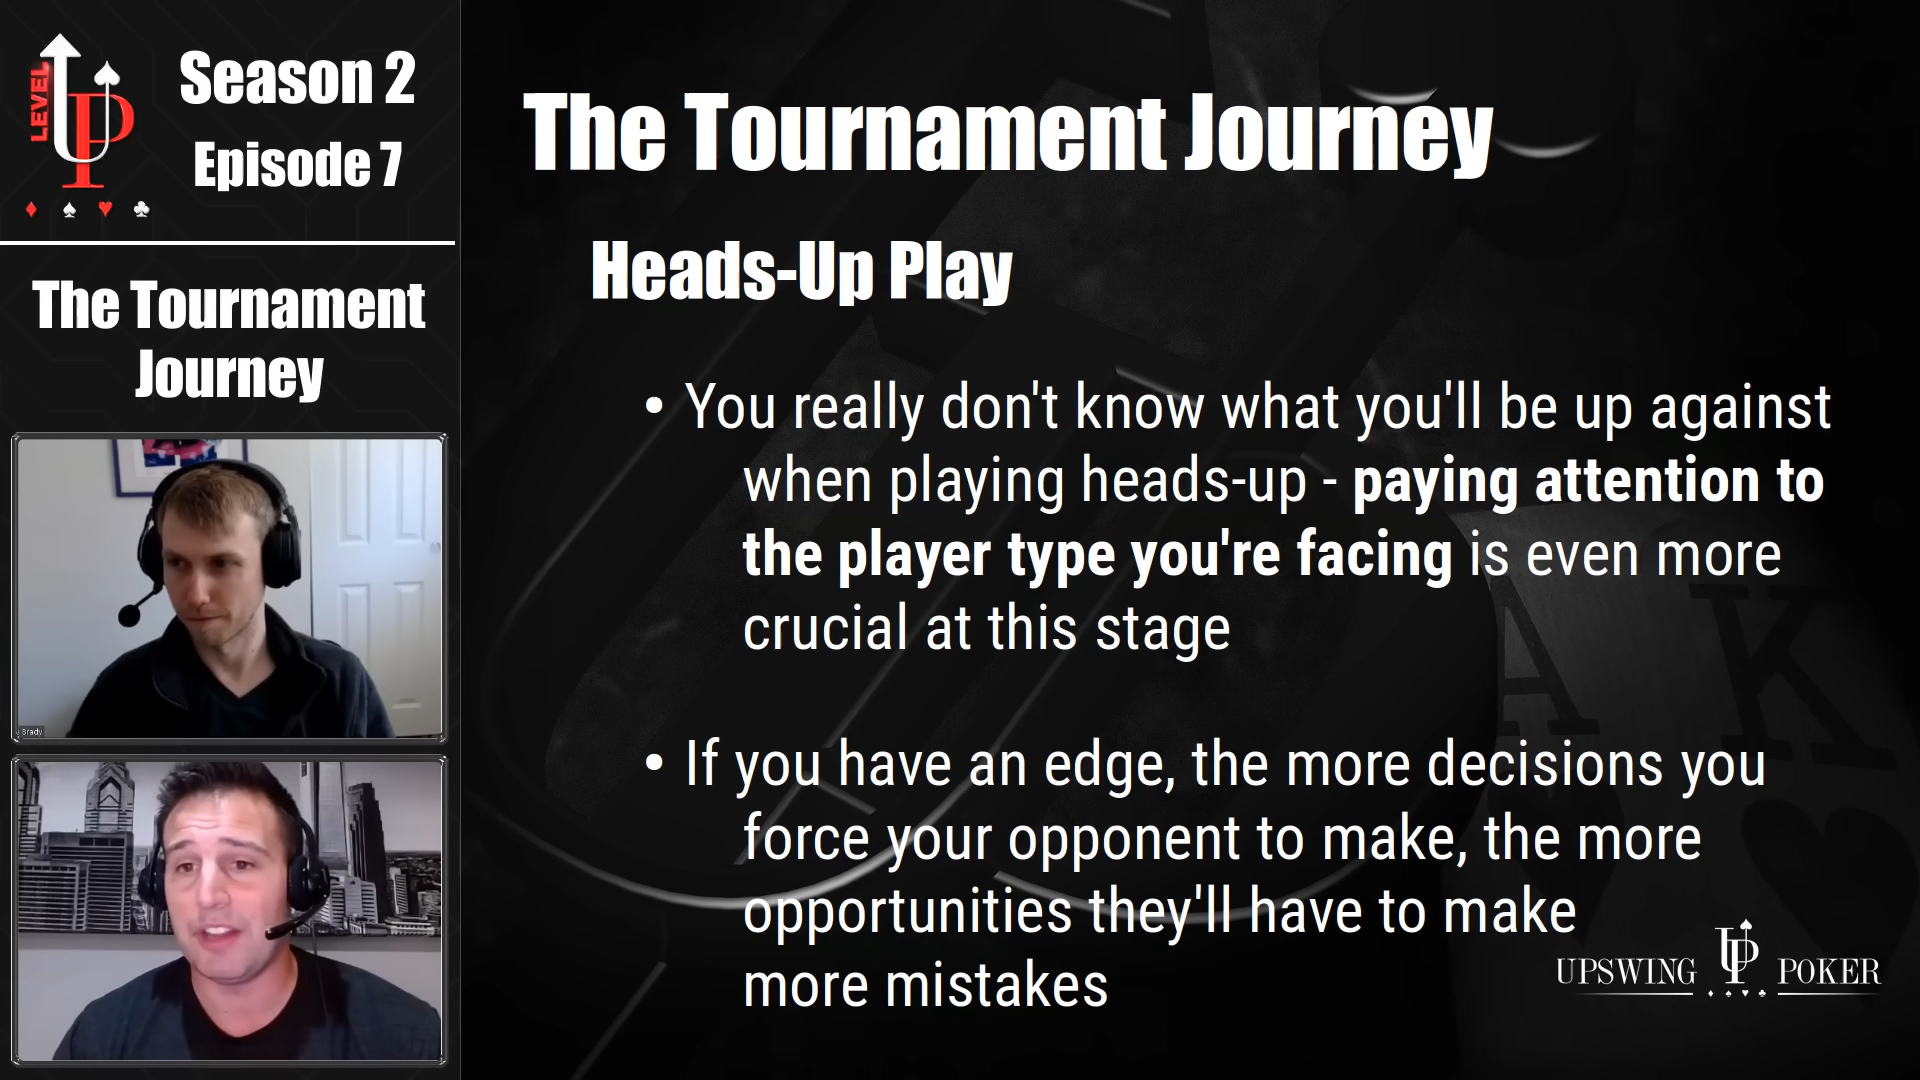 LEVEL
UP
Season 2
Episode 7
The Tournament
Journey
Brady
The Tournament Journey
Heads-Up Play
• You really don't know what you'll be up against
when playing heads-up - paying attention to
the player type you're facing is even more
crucial at this stage
• If you have an edge, the more decisions you
force your opponent to make, the more
opportunities they'll have to make
more mistakes
A K
UPSWING UP POKER